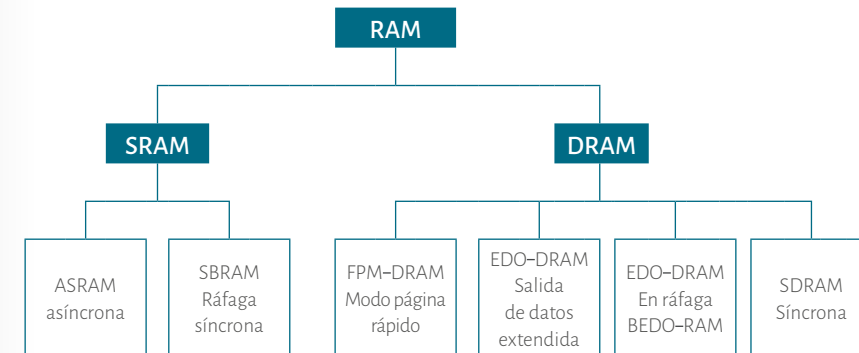 RAM
SRAM
DRAM
ASRAM
asíncrona
SBRAM
Ráfaga
síncrona
FPM–DRAM
Modo página
rápido
EDO–DRAM
Salida
de datos
extendida
EDO–DRAM
En ráfaga
BEDO–RAM
SDRAM
Síncrona